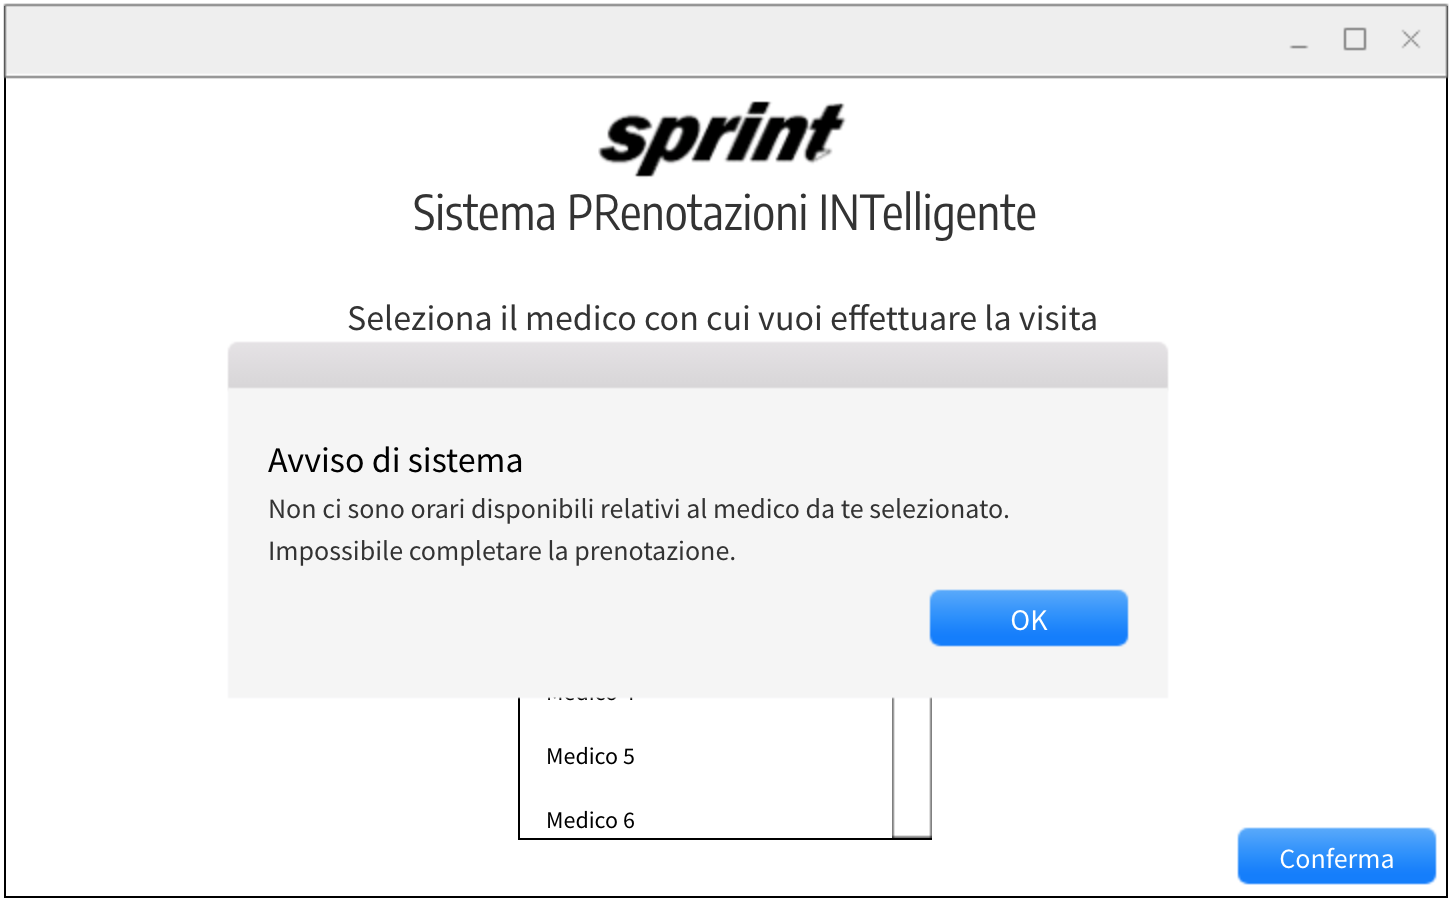 sprint
Sistema PRenotazioni INTelligente
Seleziona il medico con cui vuoi effettuare la visita
Avviso di sistema
Non ci sono orari disponibili relativi al medico da te selezionato.
Impossibile completare la prenotazione.
OK
Medico 5
Medico 6
Conferma